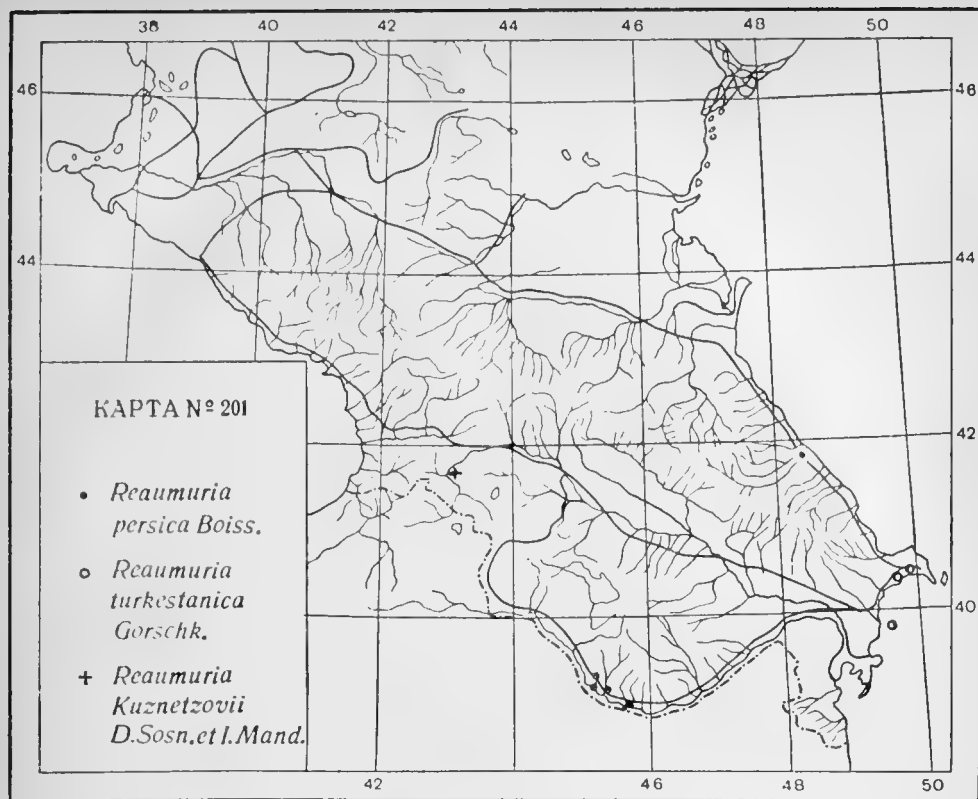 38 40 42 44 46 48 50
46 46
44 44
КАРТА № 201
42
• Reaumuria
persica Boiss.
o Reaumuria
turkestanica
Gorschk.
40
+ Reaumuria
Kuznetzovii
D.Sosn.et I.Mand.
42 44 46 48 50